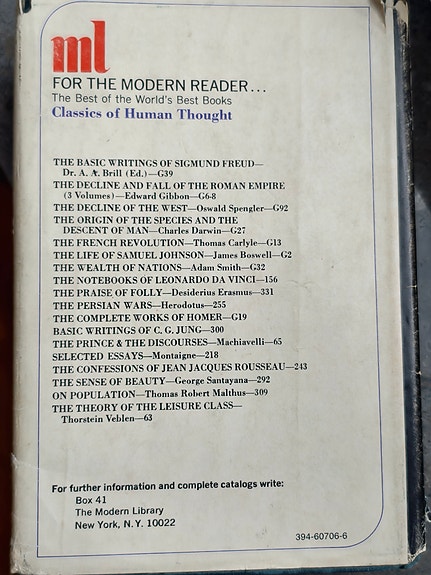 ml
FOR THE MODERN READER...
The Best of the World's Best Books
Classics of Human Thought
THE BASIC WRITINGS OF SIGMUND FREUD—
Dr. A. A. Brill (Ed.)—G39
THE DECLINE AND FALL OF THE ROMAN EMPIRE
(3 Volumes)—Edward Gibbon—G6-8
THE DECLINE OF THE WEST—Oswald Spengler—G92
THE ORIGIN OF THE SPECIES AND THE
DESCENT OF MAN—Charles Darwin—G27
THE FRENCH REVOLUTION—Thomas Carlyle—G13
THE LIFE OF SAMUEL JOHNSON—James Boswell—G2
THE WEALTH OF NATIONS—Adam Smith—G32
THE NOTEBOOKS OF LEONARDO DA VINCI—156
THE PRAISE OF FOLLY—Desiderius Erasmus—331
THE PERSIAN WARS—Herodotus—255
THE COMPLETE WORKS OF HOMER—G19
BASIC WRITINGS OF C. G. JUNG—300
THE PRINCE & THE DISCOURSES—Machiavelli—65
SELECTED ESSAYS—Montaigne—218
THE CONFESSIONS OF JEAN JACQUES ROUSSEAU—243
THE SENSE OF BEAUTY—George Santayana—292
ON POPULATION—Thomas Robert Malthus—309
THE THEORY OF THE LEISURE CLASS—
Thorstein Veblen—63
For further information and complete catalogs write:
Box 41
The Modern Library
New York, N.Y. 10022
394-60706-6